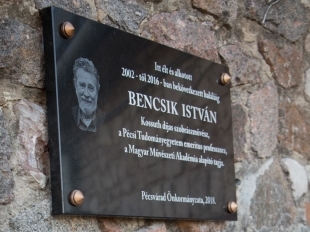 Itt élt és alkotott
2002 - től 2016 - ban bekövetkezett haláláig
BENCSIK ISTVÁN
Kossuth díjas szobrászművész,
a Pécsi Tudományegyetem emeritus professzora,
a Magyar Művészeti Akadémia alapító tagja.
Pécsvárad Önkormányzata, 2018.